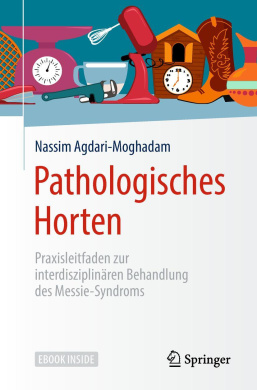 Nassim Agdari-Moghadam
Pathologisches
Horten
Praxisleitfaden zur
interdisziplinären Behandlung
des Messie-Syndroms
EBOOK INSIDE
Springer